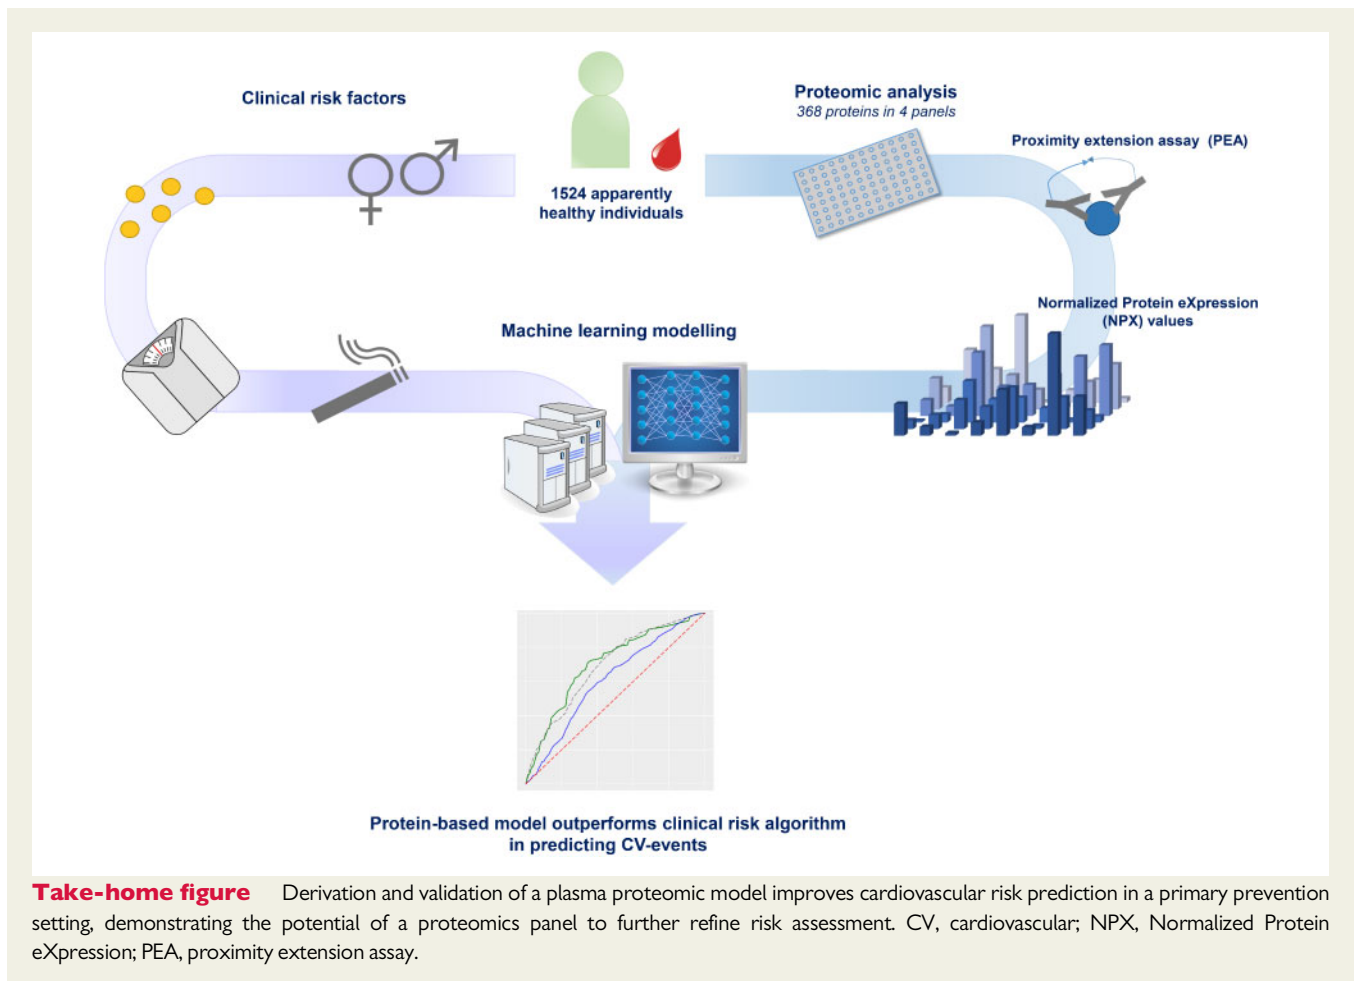 Clinical risk factors
1524 apparently
healthy individuals
Proteomic analysis
368 proteins in 4 panels
Proximity extension assay (PEA)
Normalized Protein eXpression
(NPX) values
Machine learning modelling
Protein-based model outperforms clinical risk algorithm
in predicting CV-events
Take-home figure Derivation and validation of a plasma proteomic model improves cardiovascular risk prediction in a primary prevention
setting, demonstrating the potential of a proteomics panel to further refine risk assessment. CV, cardiovascular; NPX, Normalized Protein
eXpression; PEA, proximity extension assay.